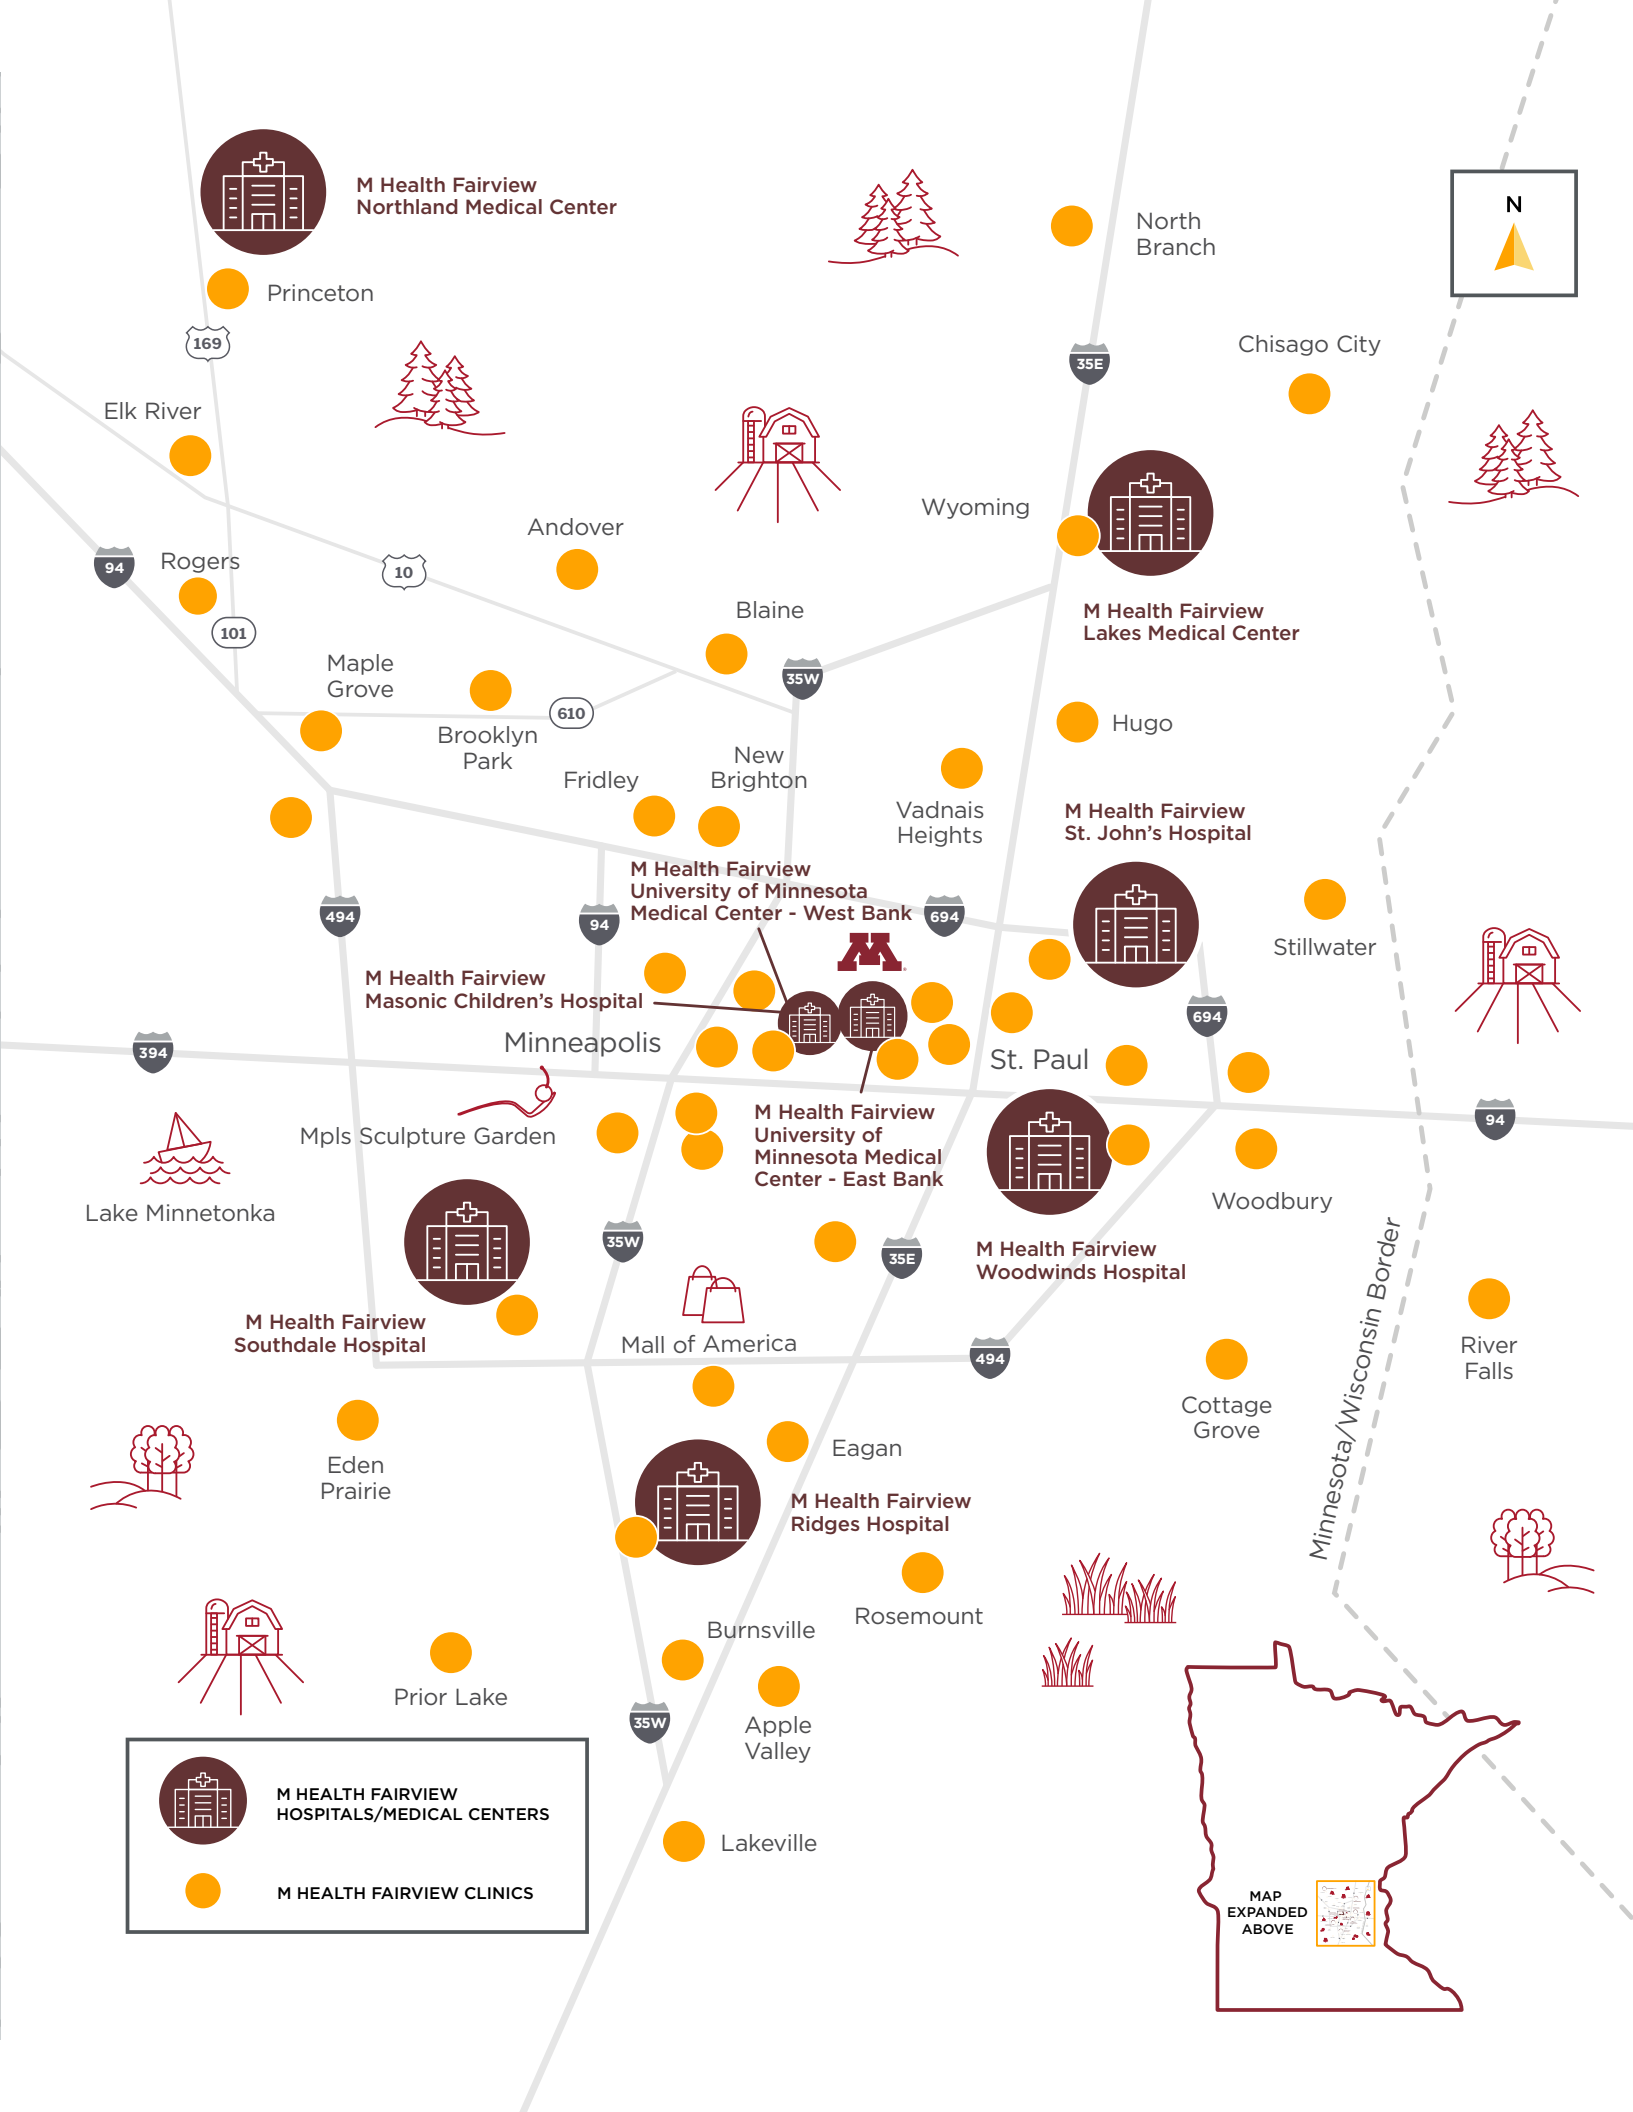 M Health Fairview
Northland Medical Center
N
North
Branch
Princeton
169
Chisago City
35E
Elk River
Wyoming
Andover
Rogers
94
10
Blaine
M Health Fairview
Lakes Medical Center
101
Maple
Grove
35W
610
Hugo
Brooklyn
Park
New
Brighton
Fridley
Vadnais
Heights
M Health Fairview
St. John's Hospital
M Health Fairview
University of Minnesota
Medical Center - West Bank
494
94
694
M
Stillwater
M Health Fairview
Masonic Children's Hospital
694
Minneapolis
394
St. Paul
M Health Fairview
University of
Minnesota Medical
Center - East Bank
94
Mpls Sculpture Garden
Lake Minnetonka
Woodbury
35W
35E
M Health Fairview
Woodwinds Hospital
Minnesota/Wisconsin Border
M Health Fairview
Southdale Hospital
Mall of America
494
River
Falls
Cottage
Grove
Eagan
Eden
Prairie
M Health Fairview
Ridges Hospital
Rosemount
Burnsville
Prior Lake
35W
Apple
Valley
M HEALTH FAIRVIEW
HOSPITALS/MEDICAL CENTERS
Lakeville
M HEALTH FAIRVIEW CLINICS
MAP
EXPANDED
ABOVE